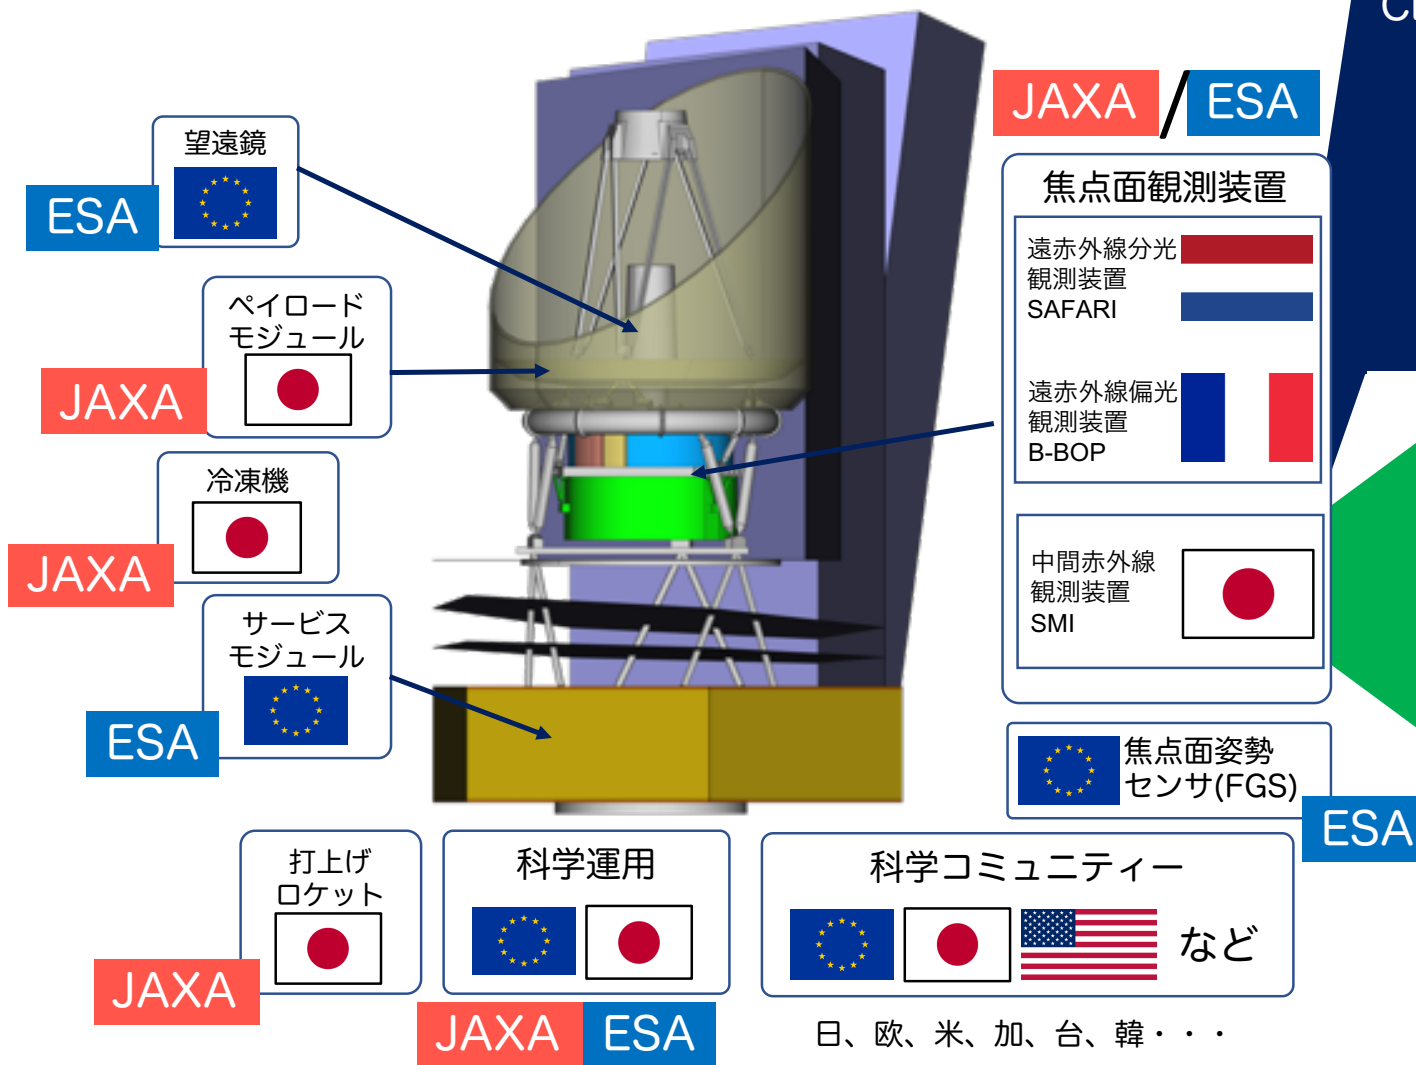 JAXA / ESA
望遠鏡
ESA
ペイロード
モジュール
JAXA
冷凍機
JAXA
サービス
モジュール
ESA
焦点面観測装置
遠赤外線分光
観測装置
SAFARI
遠赤外線偏光
観測装置
B-BOP
中間赤外線
観測装置
SMI
焦点面姿勢
センサ(FGS)
ESA
打上げ
ロケット
JAXA
科学運用
JAXA ESA
科学コミュニティー
など
日、欧、米、加、台、韓・・・